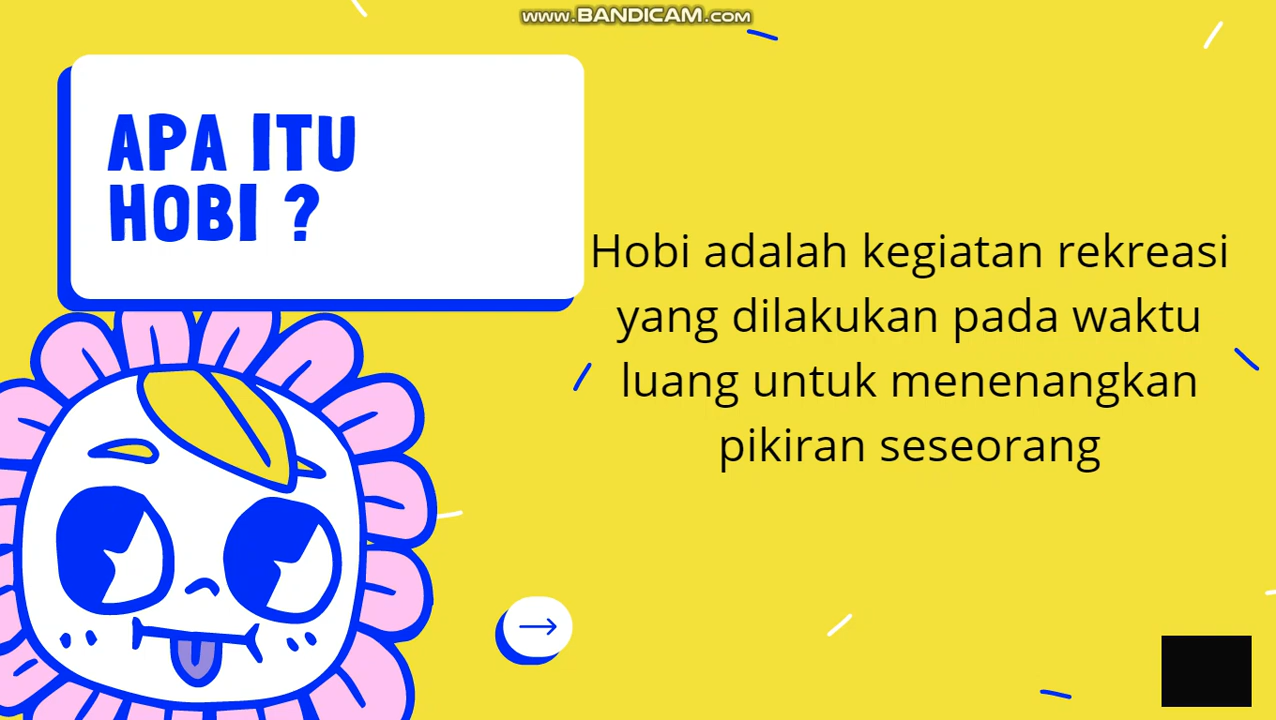 www.BANDICAM.com
APA ITU
HOBI ?
Hobi adalah kegiatan rekreasi
yang dilakukan pada waktu
luang untuk menenangkan
pikiran seseorang